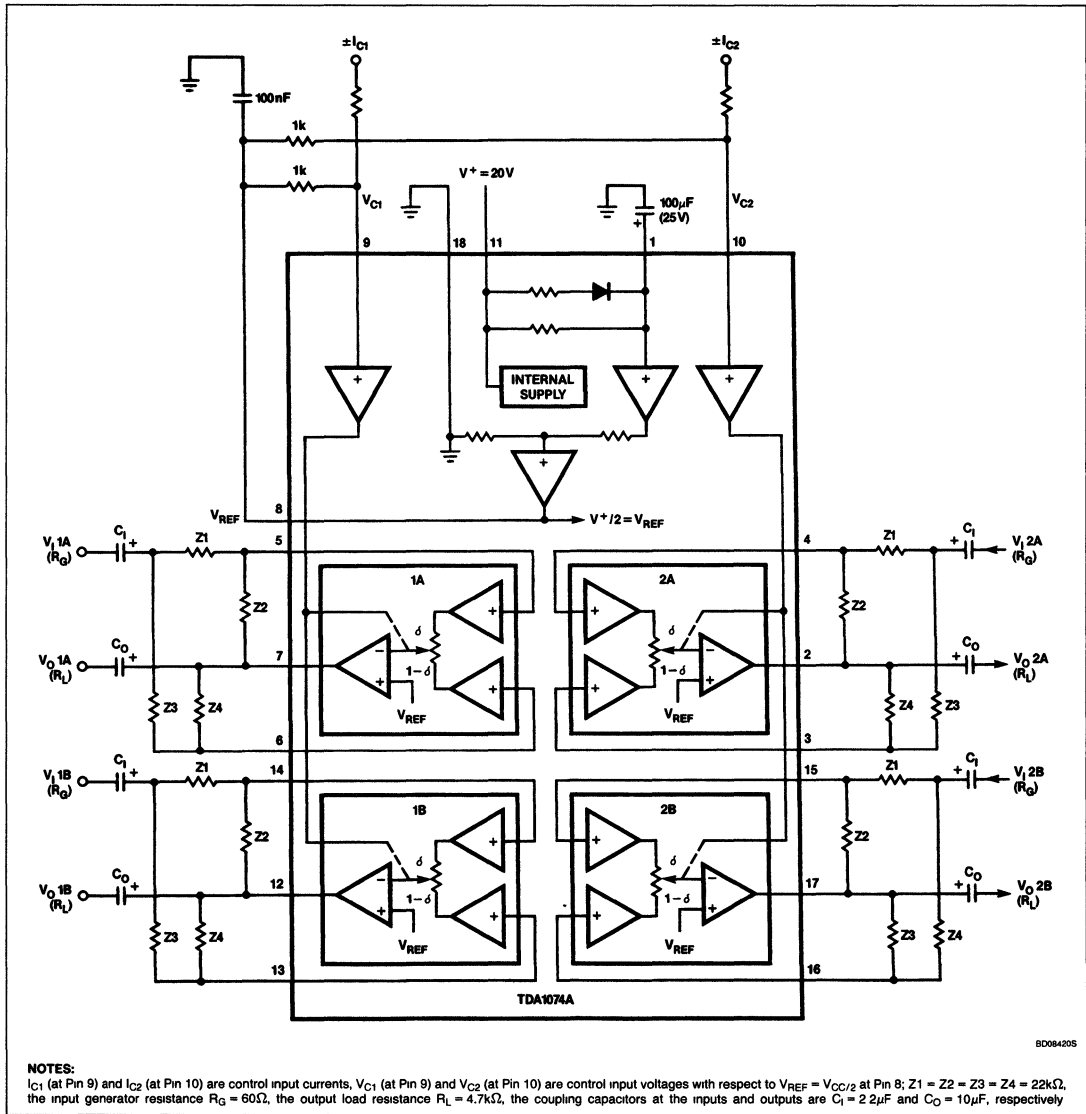 ±IC1
±IC2
100nF
1k
1k
V+ = 20V
VC1
100µF
(25V)
VC2
9
18
11
1
10
+
INTERNAL
SUPPLY
+
+
+
VREF
8
V+/2 = VREF
VI 1A
(RG)
CI
+
Z1
5
4
Z1
+
CI
VI 2A
(RG)
1A
2A
Z2
+
δ
1-δ
+
-
+
VREF
+
δ
1-δ
+
-
+
VREF
Z2
VO 1A
(RL)
CO
+
7
2
+
CO
VO 2A
(RL)
Z3
Z4
6
3
Z4
Z3
VI 1B
(RG)
CI
+
Z1
14
15
Z1
+
CI
VI 2B
(RG)
1B
2B
Z2
+
δ
1-δ
+
-
+
VREF
+
δ
1-δ
+
-
+
VREF
Z2
VO 1B
(RL)
CO
+
12
17
+
CO
VO 2B
(RL)
Z3
Z4
13
16
Z3
Z4
TDA1074A
BD08420S
NOTES:
IC1 (at Pin 9) and IC2 (at Pin 10) are control input currents, VC1 (at Pin 9) and VC2 (at Pin 10) are control input voltages with respect to VREF = VCC/2 at Pin 8; Z1 = Z2 = Z3 = Z4 = 22kΩ,
the input generator resistance RG = 60Ω, the output load resistance RL = 4.7kΩ, the coupling capacitors at the inputs and outputs are CI = 2 2µF and CO = 10µF, respectively